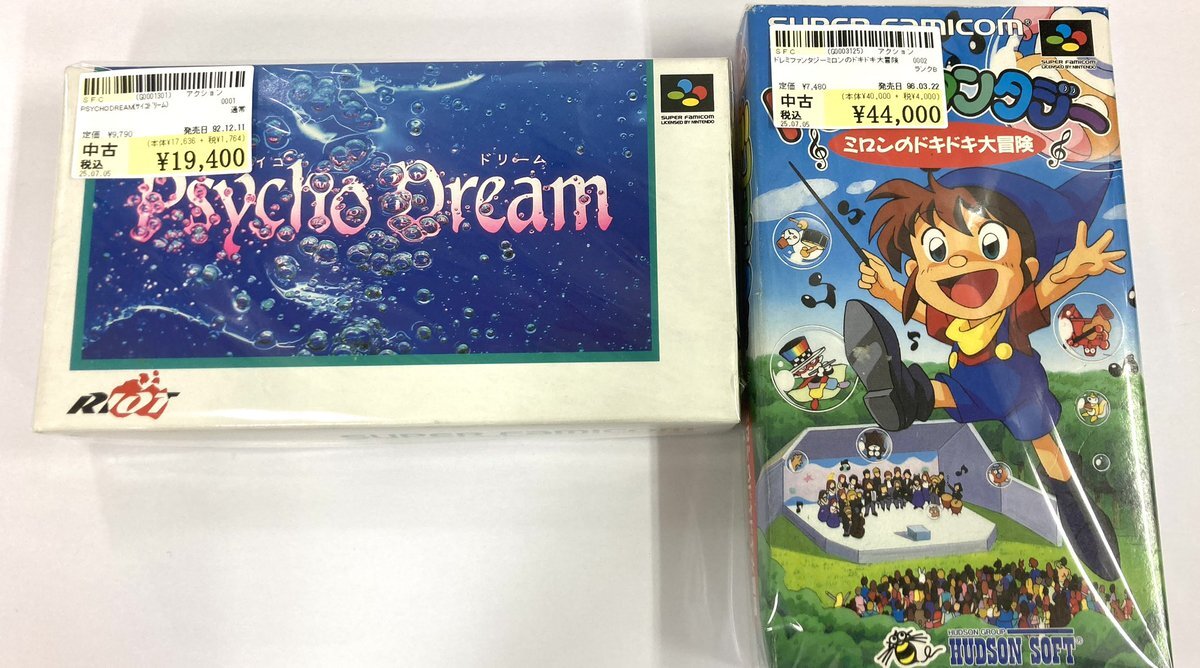 SFC (G0001301) アクション
PSYCHODREAM(サイコドリーム) 0001
通常
定価 ¥9,790 発売日 92.12.11
中古 (本体¥17,636 + 税¥1,764)
税込 ¥19,400
25.07.05
SUPER FAMICOM
LICENSED BY NINTENDO
イコ ドリーム
Psycho Dream
RIOT
SUPER FAMICOM
SUPER FAMICOM
SFC (G0003125) アクション
ドレミファンタジーミロンのドキドキ大冒険 0002
ランクB
定価 ¥7,480 発売日 96.03.22
中古 (本体¥40,000 + 税¥4,000)
税込 ¥44,000
25.07.05
SUPER FAMICOM
LICENSED BY NINTENDO
ァンタジー
ミロンのドキドキ大冒険
HUDSON GROUP
HUDSON SOFT